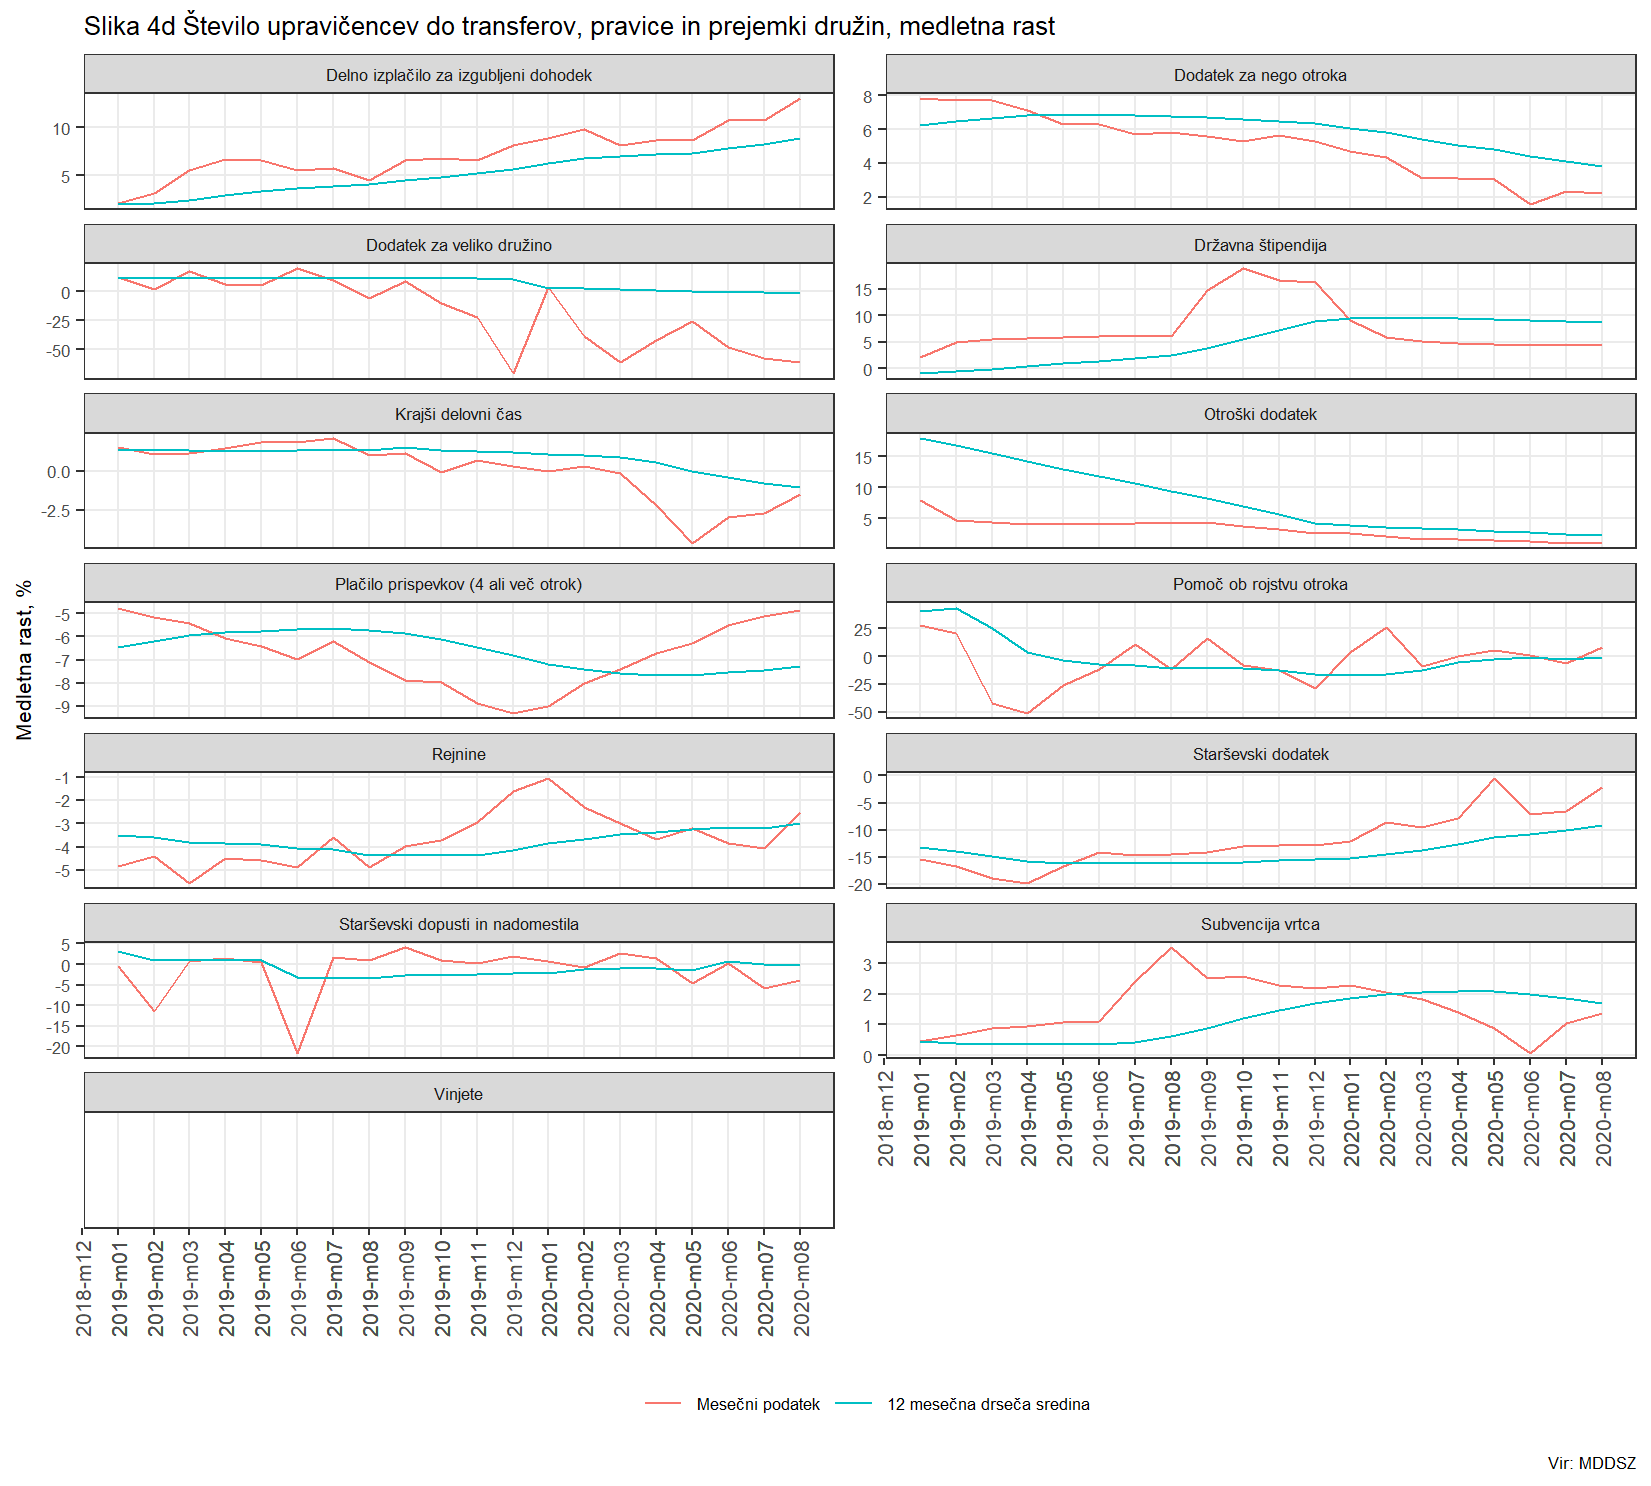 Slika 4d Število upravičencev do transferov, pravice in prejemki družin, medletna rast
Delno izplačilo za izgubljeni dohodek
10
5
Dodatek za nego otroka
8
6
4
2
Dodatek za veliko družino
0
-25
-50
Državna štipendija
15
10
5
0
Krajši delovni čas
0.0
-2.5
Otroški dodatek
15
10
5
Plačilo prispevkov (4 ali več otrok)
-5
-6
-7
-8
-9
Pomoč ob rojstvu otroka
25
0
-25
-50
Rejnine
-1
-2
-3
-4
-5
Starševski dodatek
0
-5
-10
-15
-20
Starševski dopusti in nadomestila
5
0
-5
-10
-15
-20
Subvencija vrtca
3
2
1
0
2018-m12
2019-m01
2019-m02
2019-m03
2019-m04
2019-m05
2019-m06
2019-m07
2019-m08
2019-m09
2019-m10
2019-m11
2019-m12
2020-m01
2020-m02
2020-m03
2020-m04
2020-m05
2020-m06
2020-m07
2020-m08
Vinjete
2018-m12
2019-m01
2019-m02
2019-m03
2019-m04
2019-m05
2019-m06
2019-m07
2019-m08
2019-m09
2019-m10
2019-m11
2019-m12
2020-m01
2020-m02
2020-m03
2020-m04
2020-m05
2020-m06
2020-m07
2020-m08
Medletna rast, %
Mesečni podatek
12 mesečna drseča sredina
Vir: MDDSZ